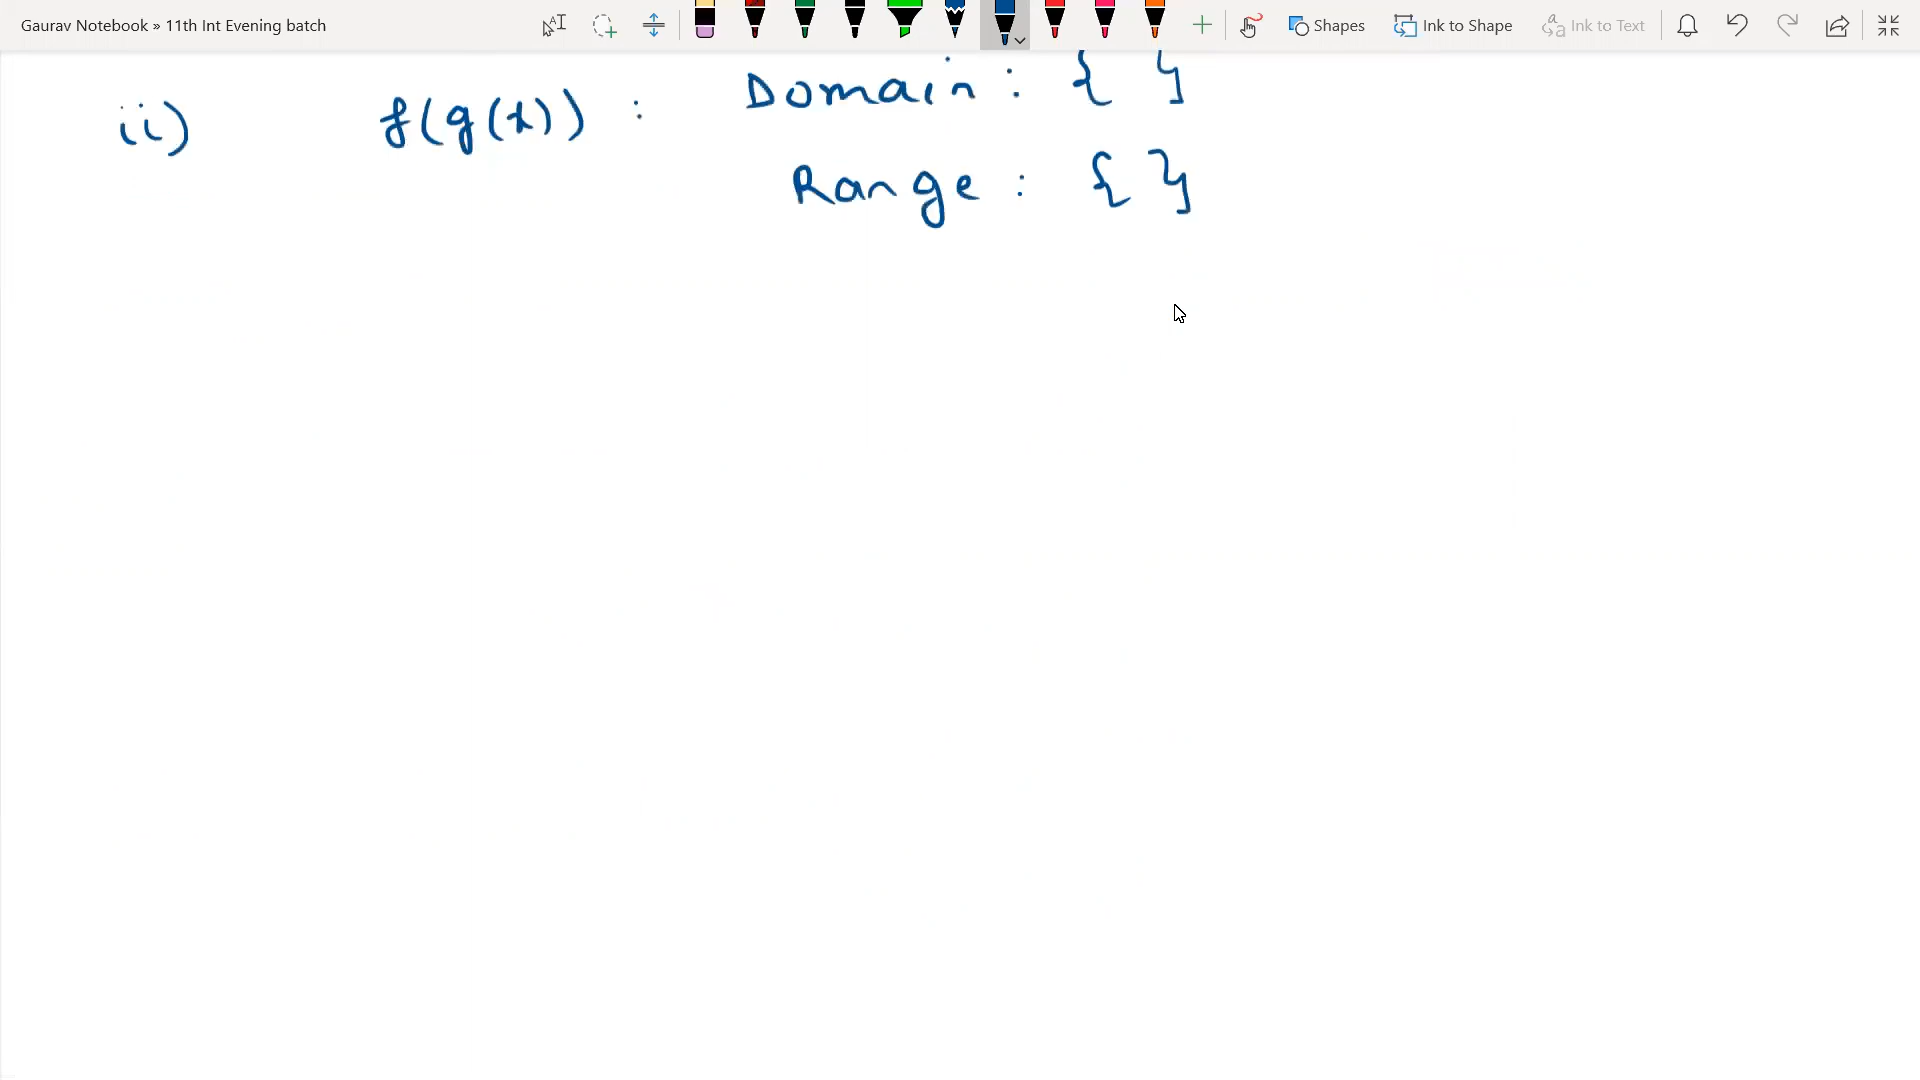 Gaurav Notebook » 11th Int Evening batch
Shapes
Ink to Shape
Ink to Text
ii) f(g(x)) : Domain : { }
Range : { }